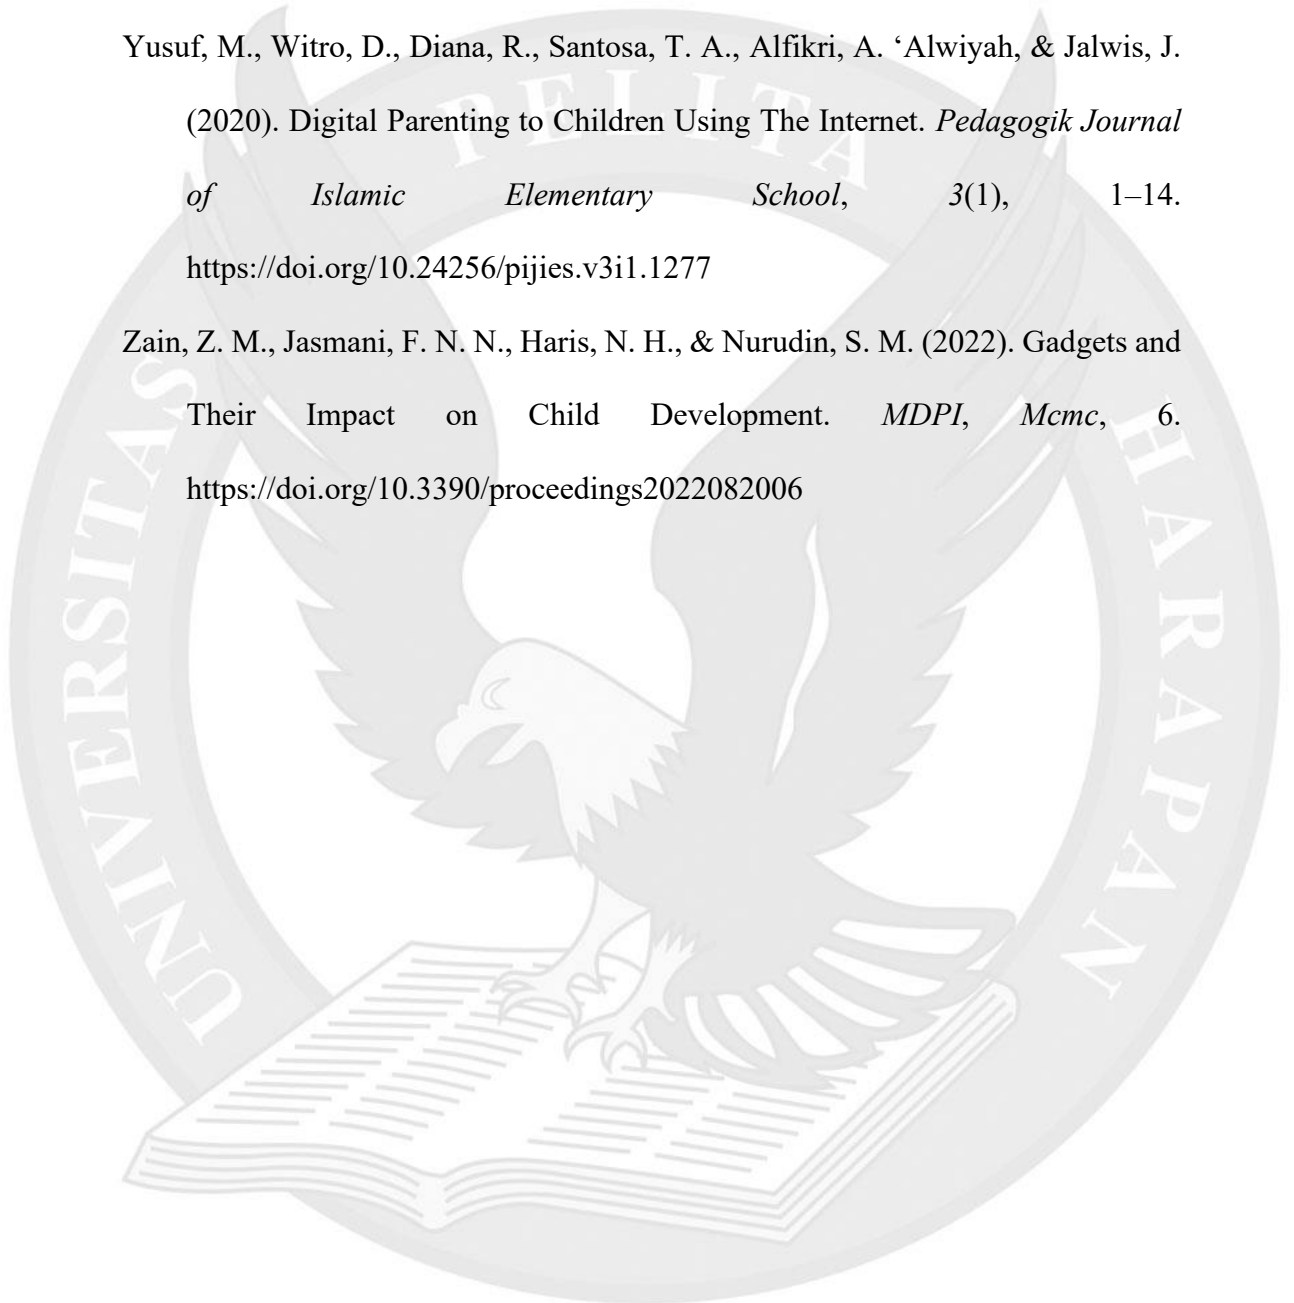 Yusuf, M., Witro, D., Diana, R., Santosa, T. A., Alfikri, A. ‘Alwiyah, & Jalwis, J.
(2020). Digital Parenting to Children Using The Internet. Pedagogik Journal
of Islamic Elementary School, 3(1), 1–14.
https://doi.org/10.24256/pijies.v3i1.1277
Zain, Z. M., Jasmani, F. N. N., Haris, N. H., & Nurudin, S. M. (2022). Gadgets and
Their Impact on Child Development. MDPI, Mcmc, 6.
https://doi.org/10.3390/proceedings2022082006
UNIVERSITAS PELITA HARAPAN